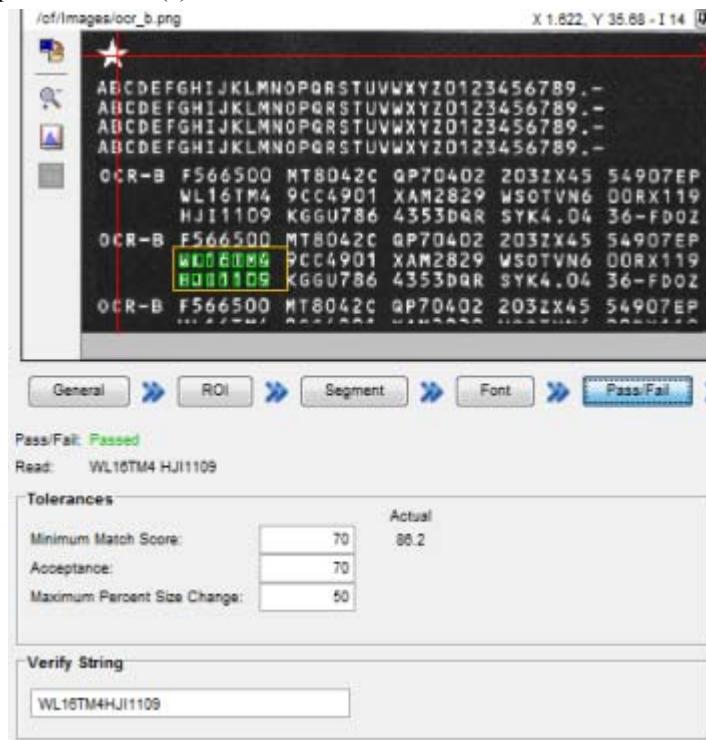 /cf/Images/ocr_b.png X 1.622, Y 35.68 - I 14
ABCDEFGHIJKLMNOPQRSTUVWXYZ0123456789.-
ABCDEFGHIJKLMNOPQRSTUVWXYZ0123456789.-
ABCDEFGHIJKLMNOPQRSTUVWXYZ0123456789.-
ABCDEFGHIJKLMNOPQRSTUVWXYZ0123456789.-
OCR-B F566500 MT8042C QP70402 203ZX45 54907EP
WL16TM4 9CC4901 XAM2829 WSOTVN6 00RX119
HJI1109 KGGU786 4353DQR SYK4.04 36-FDOZ
OCR-B F566500 MT8042C QP70402 203ZX45 54907EP
WL16TM4 9CC4901 XAM2829 WSOTVN6 00RX119
HJI1109 KGGU786 4353DQR SYK4.04 36-FDOZ
OCR-B F566500 MT8042C QP70402 203ZX45 54907EP
General ROI Segment Font Pass/Fail
Pass/Fail: Passed
Read: WL16TM4 HJI1109
Tolerances
Actual
Minimum Match Score: 70 86.2
Acceptance: 70
Maximum Percent Size Change: 50
Verify String
WL16TM4HJI1109